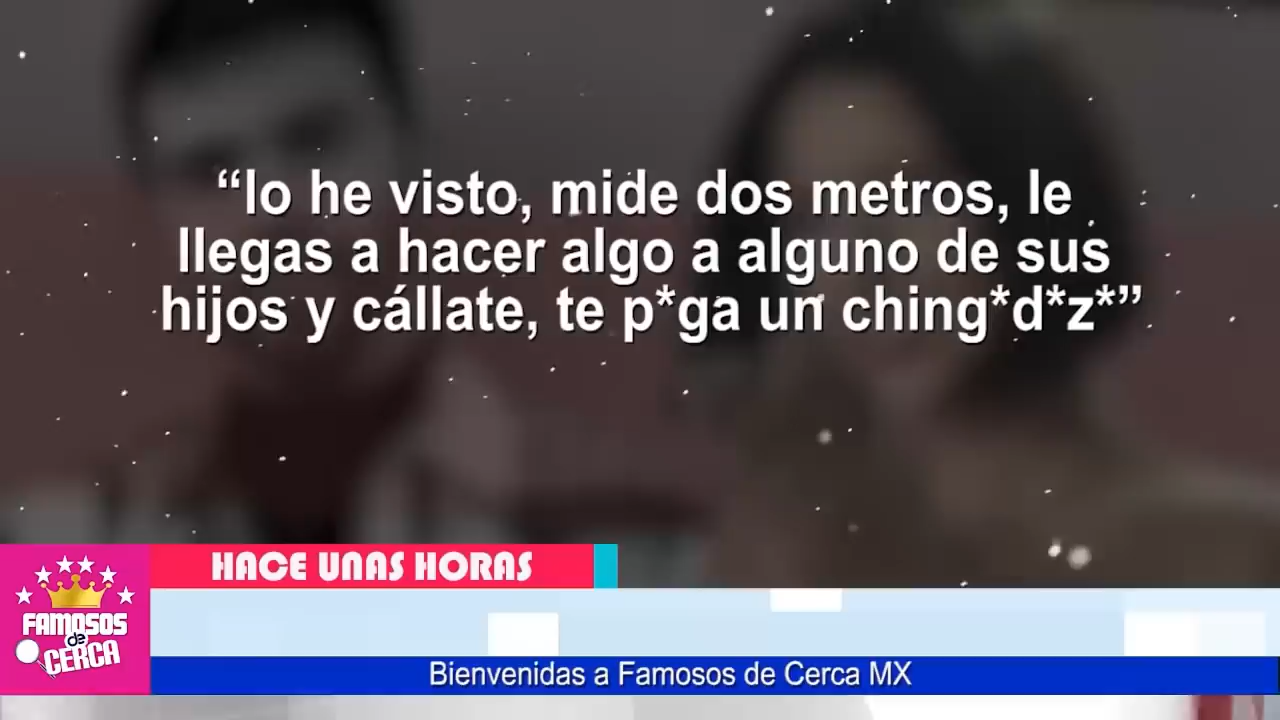 “lo he visto, mide dos metros, le
llegas a hacer algo a alguno de sus
hijos y cállate, te p*ga un ching*d*z*”
HACE UNAS HORAS
FAMOSOS
de
CERCA
Bienvenidas a Famosos de Cerca MX